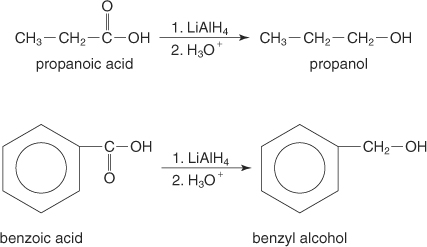 O
CH₃—CH₂—C—OH 1. LiAlH₄ CH₃—CH₂—CH₂—OH
2. H₃O⁺
propanoic acid propanol
C—OH 1. LiAlH₄ CH₂—OH
O 2. H₃O⁺
benzoic acid benzyl alcohol